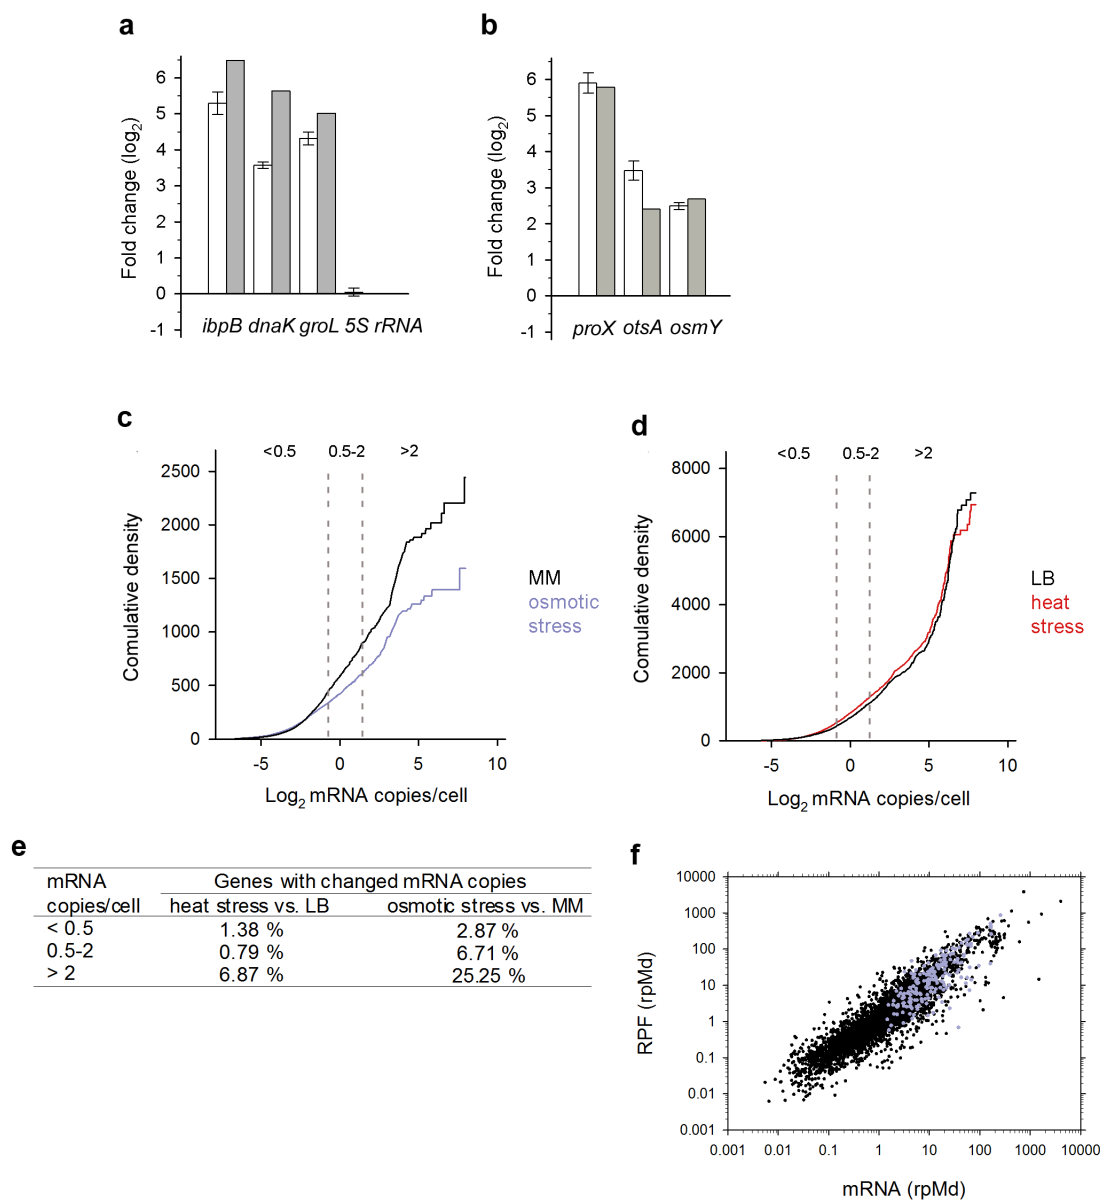 a
Fold change (log2)
6
5
4
3
2
1
0
-1
ibpB dnaK groL 5S rRNA
b
Fold change (log2)
6
5
4
3
2
1
0
-1
proX otsA osmY
c
<0.5 0.5-2 >2
Comulative density
2500
2000
1500
1000
500
0
-5 0 5 10
Log2 mRNA copies/cell
MM
osmotic
stress
d
<0.5 0.5-2 >2
Comulative density
8000
6000
4000
2000
0
-5 0 5 10
Log2 mRNA copies/cell
LB
heat
stress
e
mRNA Genes with changed mRNA copies
copies/cell heat stress vs. LB osmotic stress vs. MM
< 0.5 1.38 % 2.87 %
0.5-2 0.79 % 6.71 %
> 2 6.87 % 25.25 %
f
RPF (rpMd)
10000
1000
100
10
1
0.1
0.01
0.001
0.001 0.01 0.1 1 10 100 1000 10000
mRNA (rpMd)